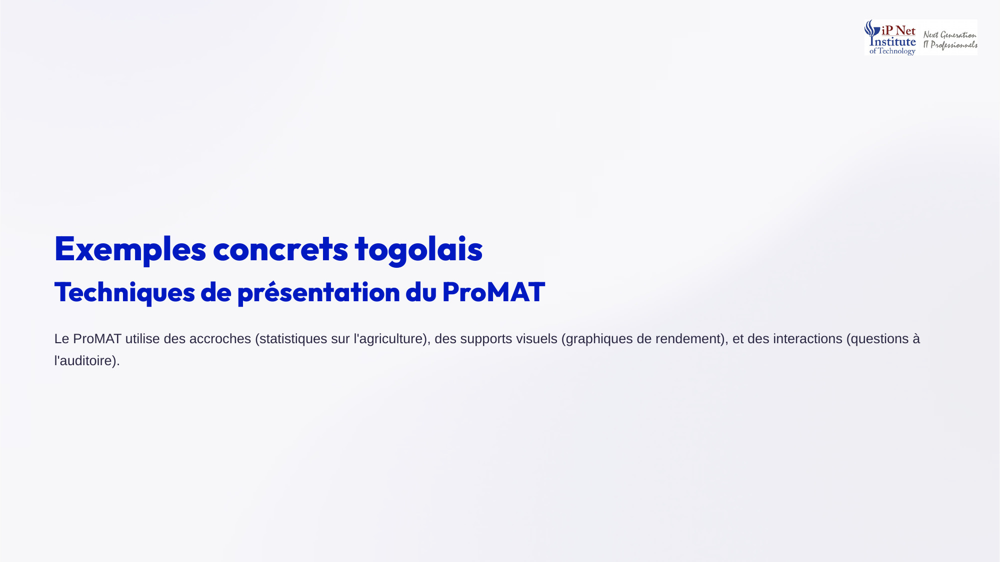 iP Net
Institute
of Technology
Next Generation
IT Professionnels
Exemples concrets togolais
Techniques de présentation du ProMAT
Le ProMAT utilise des accroches (statistiques sur l'agriculture), des supports visuels (graphiques de rendement), et des interactions (questions à
l'auditoire).